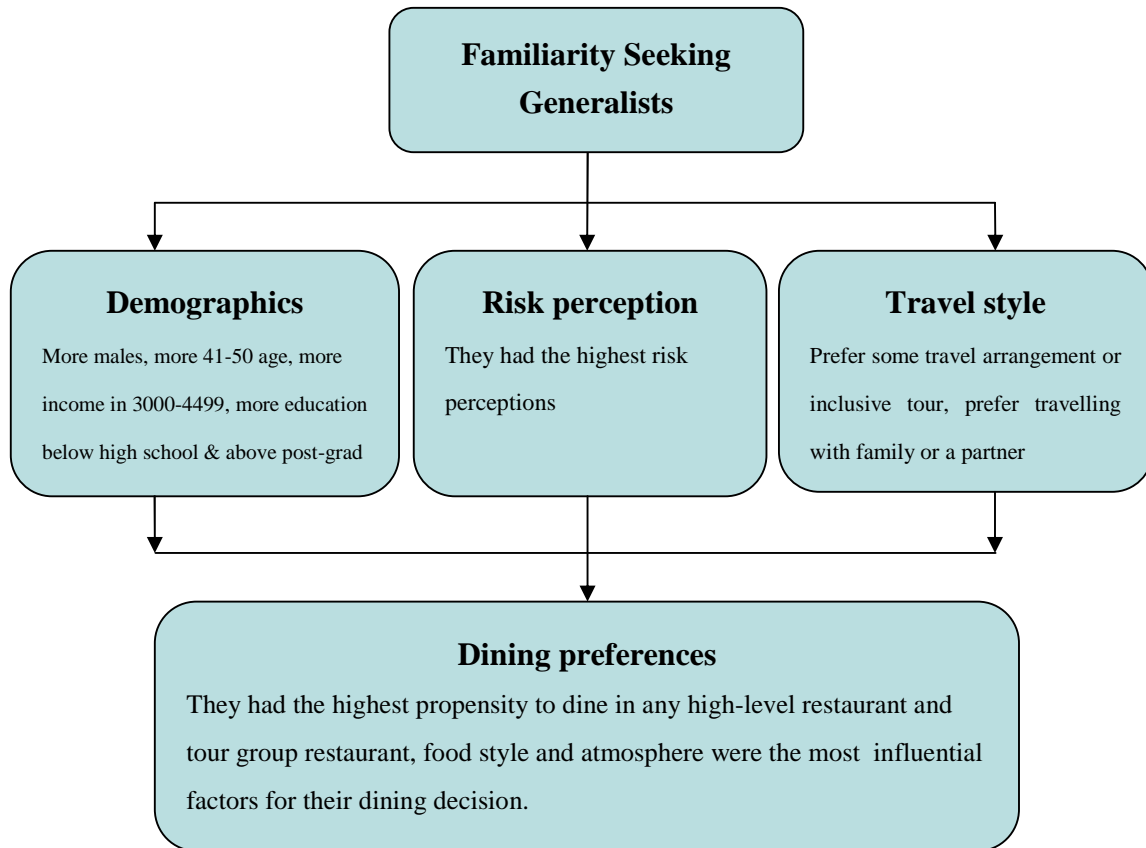 Familiarity Seeking
Generalists
Demographics
More males, more 41-50 age, more
income in 3000-4499, more education
below high school & above post-grad
Risk perception
They had the highest risk
perceptions
Travel style
Prefer some travel arrangement or
inclusive tour, prefer travelling
with family or a partner
Dining preferences
They had the highest propensity to dine in any high-level restaurant and
tour group restaurant, food style and atmosphere were the most influential
factors for their dining decision.